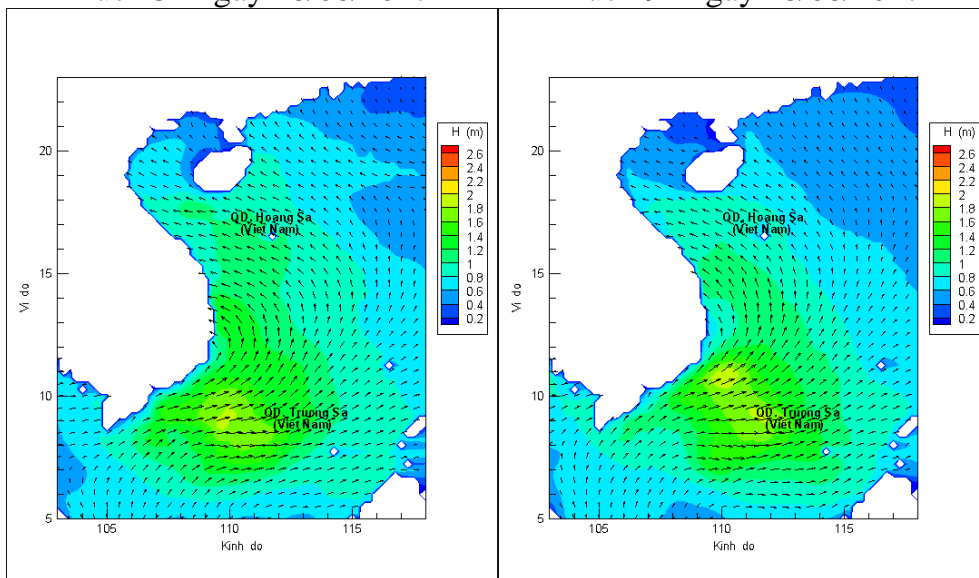 H (m)
2.6
2.4
2.2
2
1.8
1.6
1.4
1.2
1
0.8
0.6
0.4
0.2
QD. Hoang Sa
(Viet Nam)
QD. Truong Sa
(Viet Nam)
20
15
10
5
Vi do
105
110
115
Kinh do
H (m)
2.6
2.4
2.2
2
1.8
1.6
1.4
1.2
1
0.8
0.6
0.4
0.2
QD. Hoang Sa
(Viet Nam)
QD. Truong Sa
(Viet Nam)
20
15
10
5
Vi do
105
110
115
Kinh do